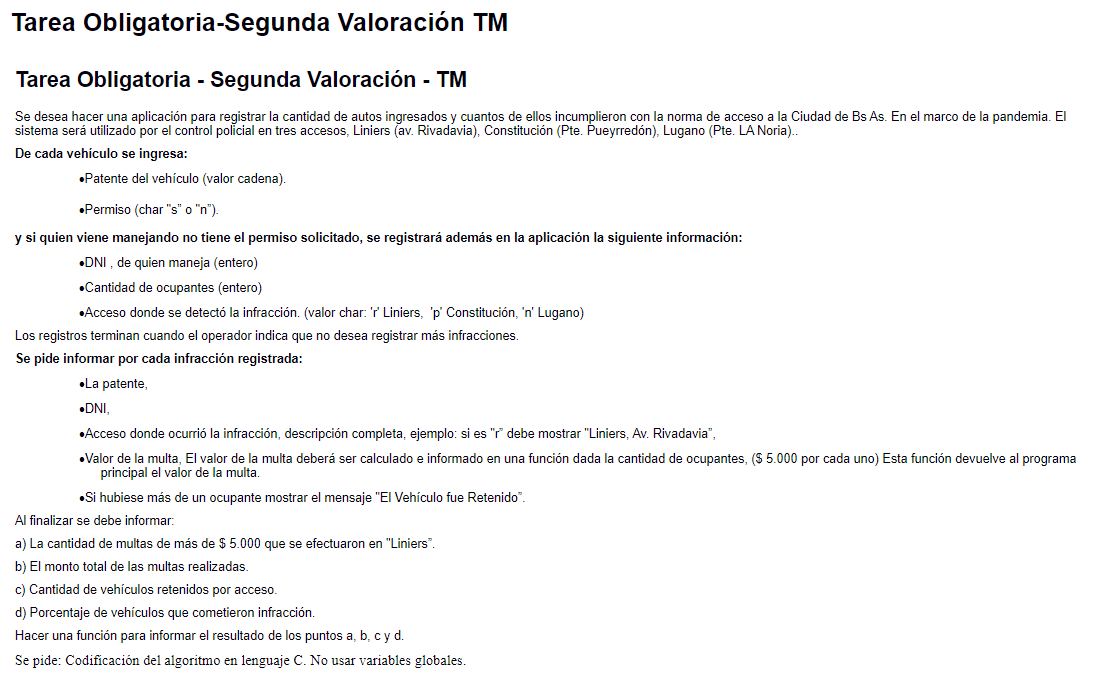 Tarea Obligatoria-Segunda Valoración TM
Tarea Obligatoria - Segunda Valoración - TM
Se desea hacer una aplicación para registrar la cantidad de autos ingresados y cuantos de ellos incumplieron con la norma de acceso a la Ciudad de Bs As. En el marco de la pandemia. El
sistema será utilizado por el control policial en tres accesos, Liniers (av. Rivadavia), Constitución (Pte. Pueyrredón), Lugano (Pte. LA Noria)..
De cada vehículo se ingresa:
•Patente del vehículo (valor cadena).
•Permiso (char "s” o "n”).
y si quien viene manejando no tiene el permiso solicitado, se registrará además en la aplicación la siguiente información:
•DNI , de quien maneja (entero)
•Cantidad de ocupantes (entero)
•Acceso donde se detectó la infracción. (valor char: 'r' Liniers, 'p' Constitución, 'n' Lugano)
Los registros terminan cuando el operador indica que no desea registrar más infracciones.
Se pide informar por cada infracción registrada:
•La patente,
•DNI,
•Acceso donde ocurrió la infracción, descripción completa, ejemplo: si es "r” debe mostrar "Liniers, Av. Rivadavia”,
•Valor de la multa, El valor de la multa deberá ser calculado e informado en una función dada la cantidad de ocupantes, ($ 5.000 por cada uno) Esta función devuelve al programa
principal el valor de la multa.
•Si hubiese más de un ocupante mostrar el mensaje "El Vehículo fue Retenido”.
Al finalizar se debe informar:
a) La cantidad de multas de más de $ 5.000 que se efectuaron en "Liniers”.
b) El monto total de las multas realizadas.
c) Cantidad de vehículos retenidos por acceso.
d) Porcentaje de vehículos que cometieron infracción.
Hacer una función para informar el resultado de los puntos a, b, c y d.
Se pide: Codificación del algoritmo en lenguaje C. No usar variables globales.